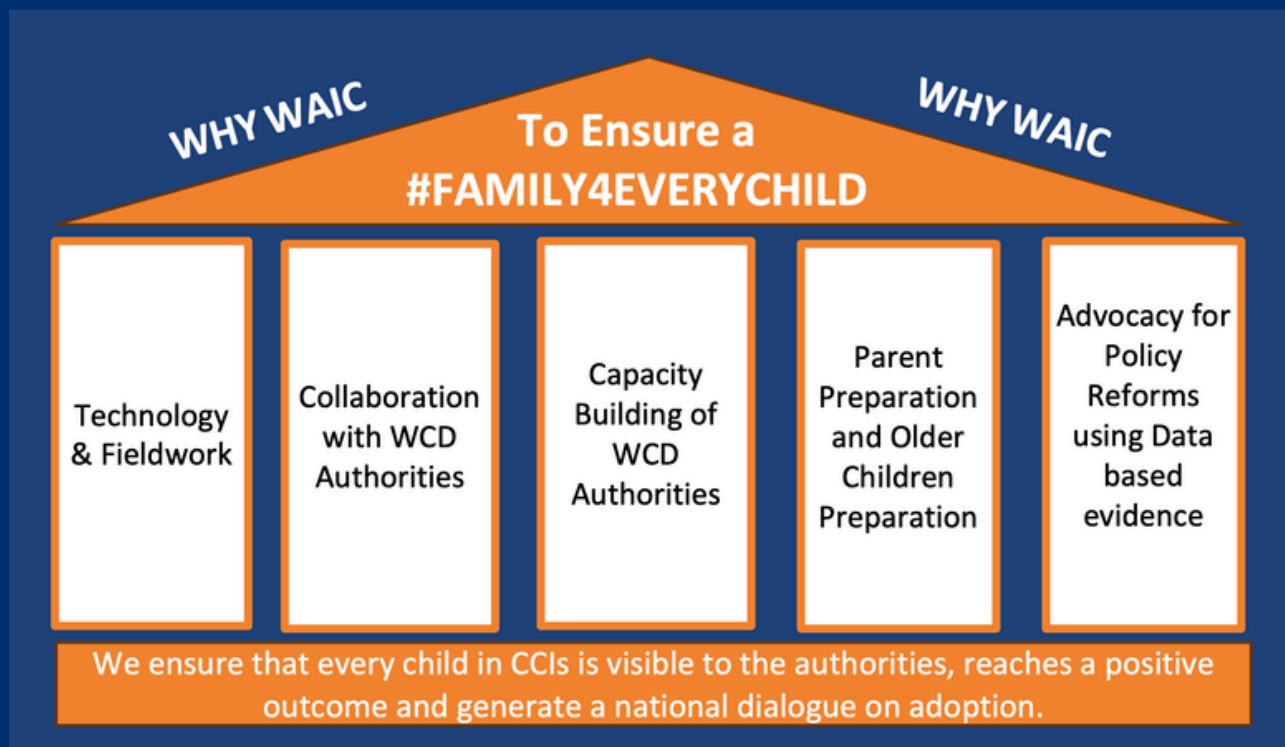 WHY WAIC
WHY WAIC
To Ensure a
#FAMILY4EVERYCHILD
Technology
& Fieldwork
Collaboration
with WCD
Authorities
Capacity
Building of
WCD
Authorities
Parent
Preparation
and Older
Children
Preparation
Advocacy for
Policy
Reforms
using Data
based
evidence
We ensure that every child in CCIs is visible to the authorities, reaches a positive
outcome and generate a national dialogue on adoption.